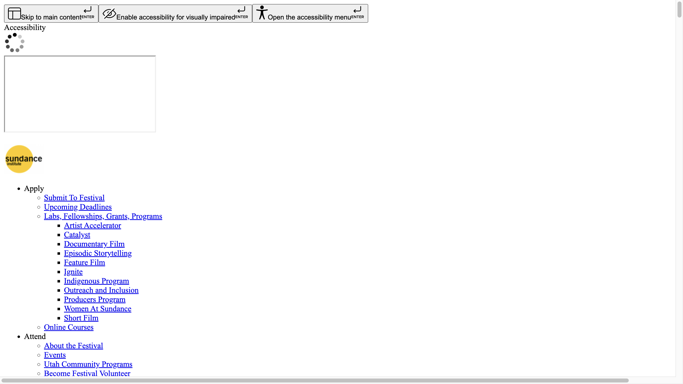 Skip to main content ENTER Enable accessibility for visually impaired ENTER Open the accessibility menu ENTER
Accessibility
sundance
institute
Apply
Submit To Festival
Upcoming Deadlines
Labs, Fellowships, Grants, Programs
Artist Accelerator
Catalyst
Documentary Film
Episodic Storytelling
Feature Film
Ignite
Indigenous Program
Outreach and Inclusion
Producers Program
Women At Sundance
Short Film
Online Courses
Attend
About the Festival
Events
Utah Community Programs
Become Festival Volunteer